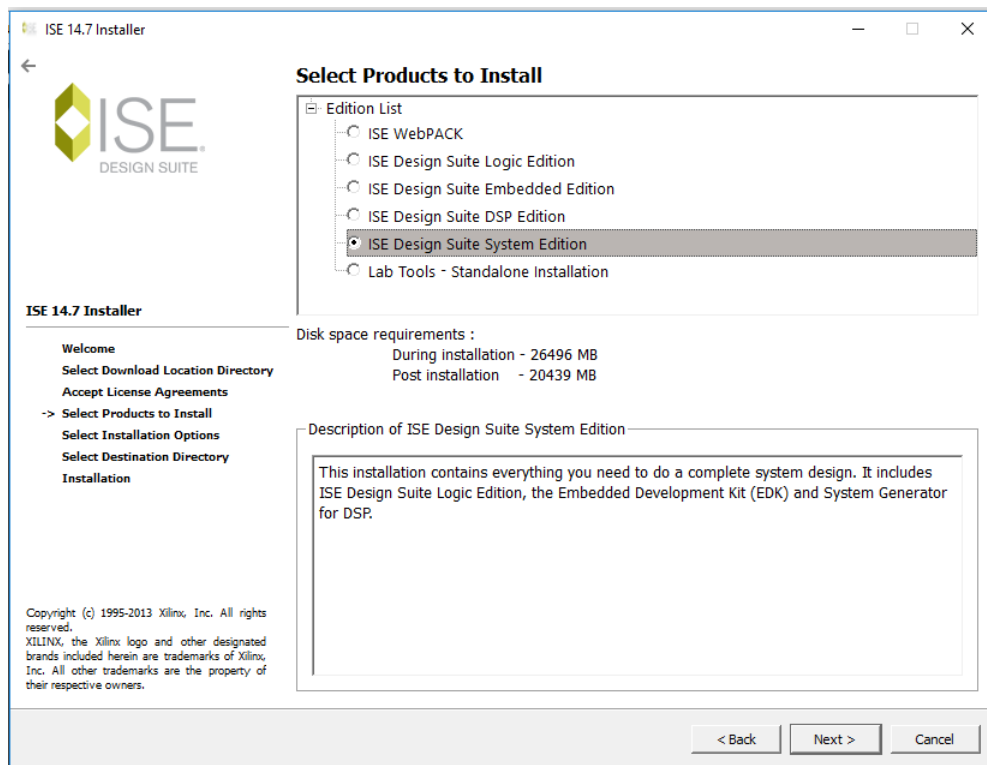 ISE 14.7 Installer
ISE.
DESIGN SUITE
ISE 14.7 Installer
Welcome
Select Download Location Directory
Accept License Agreements
-> Select Products to Install
Select Installation Options
Select Destination Directory
Installation
Copyright (c) 1995-2013 Xilinx, Inc. All rights
reserved.
XILINX, the Xilinx logo and other designated
brands included herein are trademarks of Xilinx,
Inc. All other trademarks are the property of
their respective owners.
Select Products to Install
Edition List
ISE WebPACK
ISE Design Suite Logic Edition
ISE Design Suite Embedded Edition
ISE Design Suite DSP Edition
ISE Design Suite System Edition
Lab Tools - Standalone Installation
Disk space requirements :
During installation - 26496 MB
Post installation - 20439 MB
Description of ISE Design Suite System Edition
This installation contains everything you need to do a complete system design. It includes
ISE Design Suite Logic Edition, the Embedded Development Kit (EDK) and System Generator
for DSP.
< Back Next > Cancel